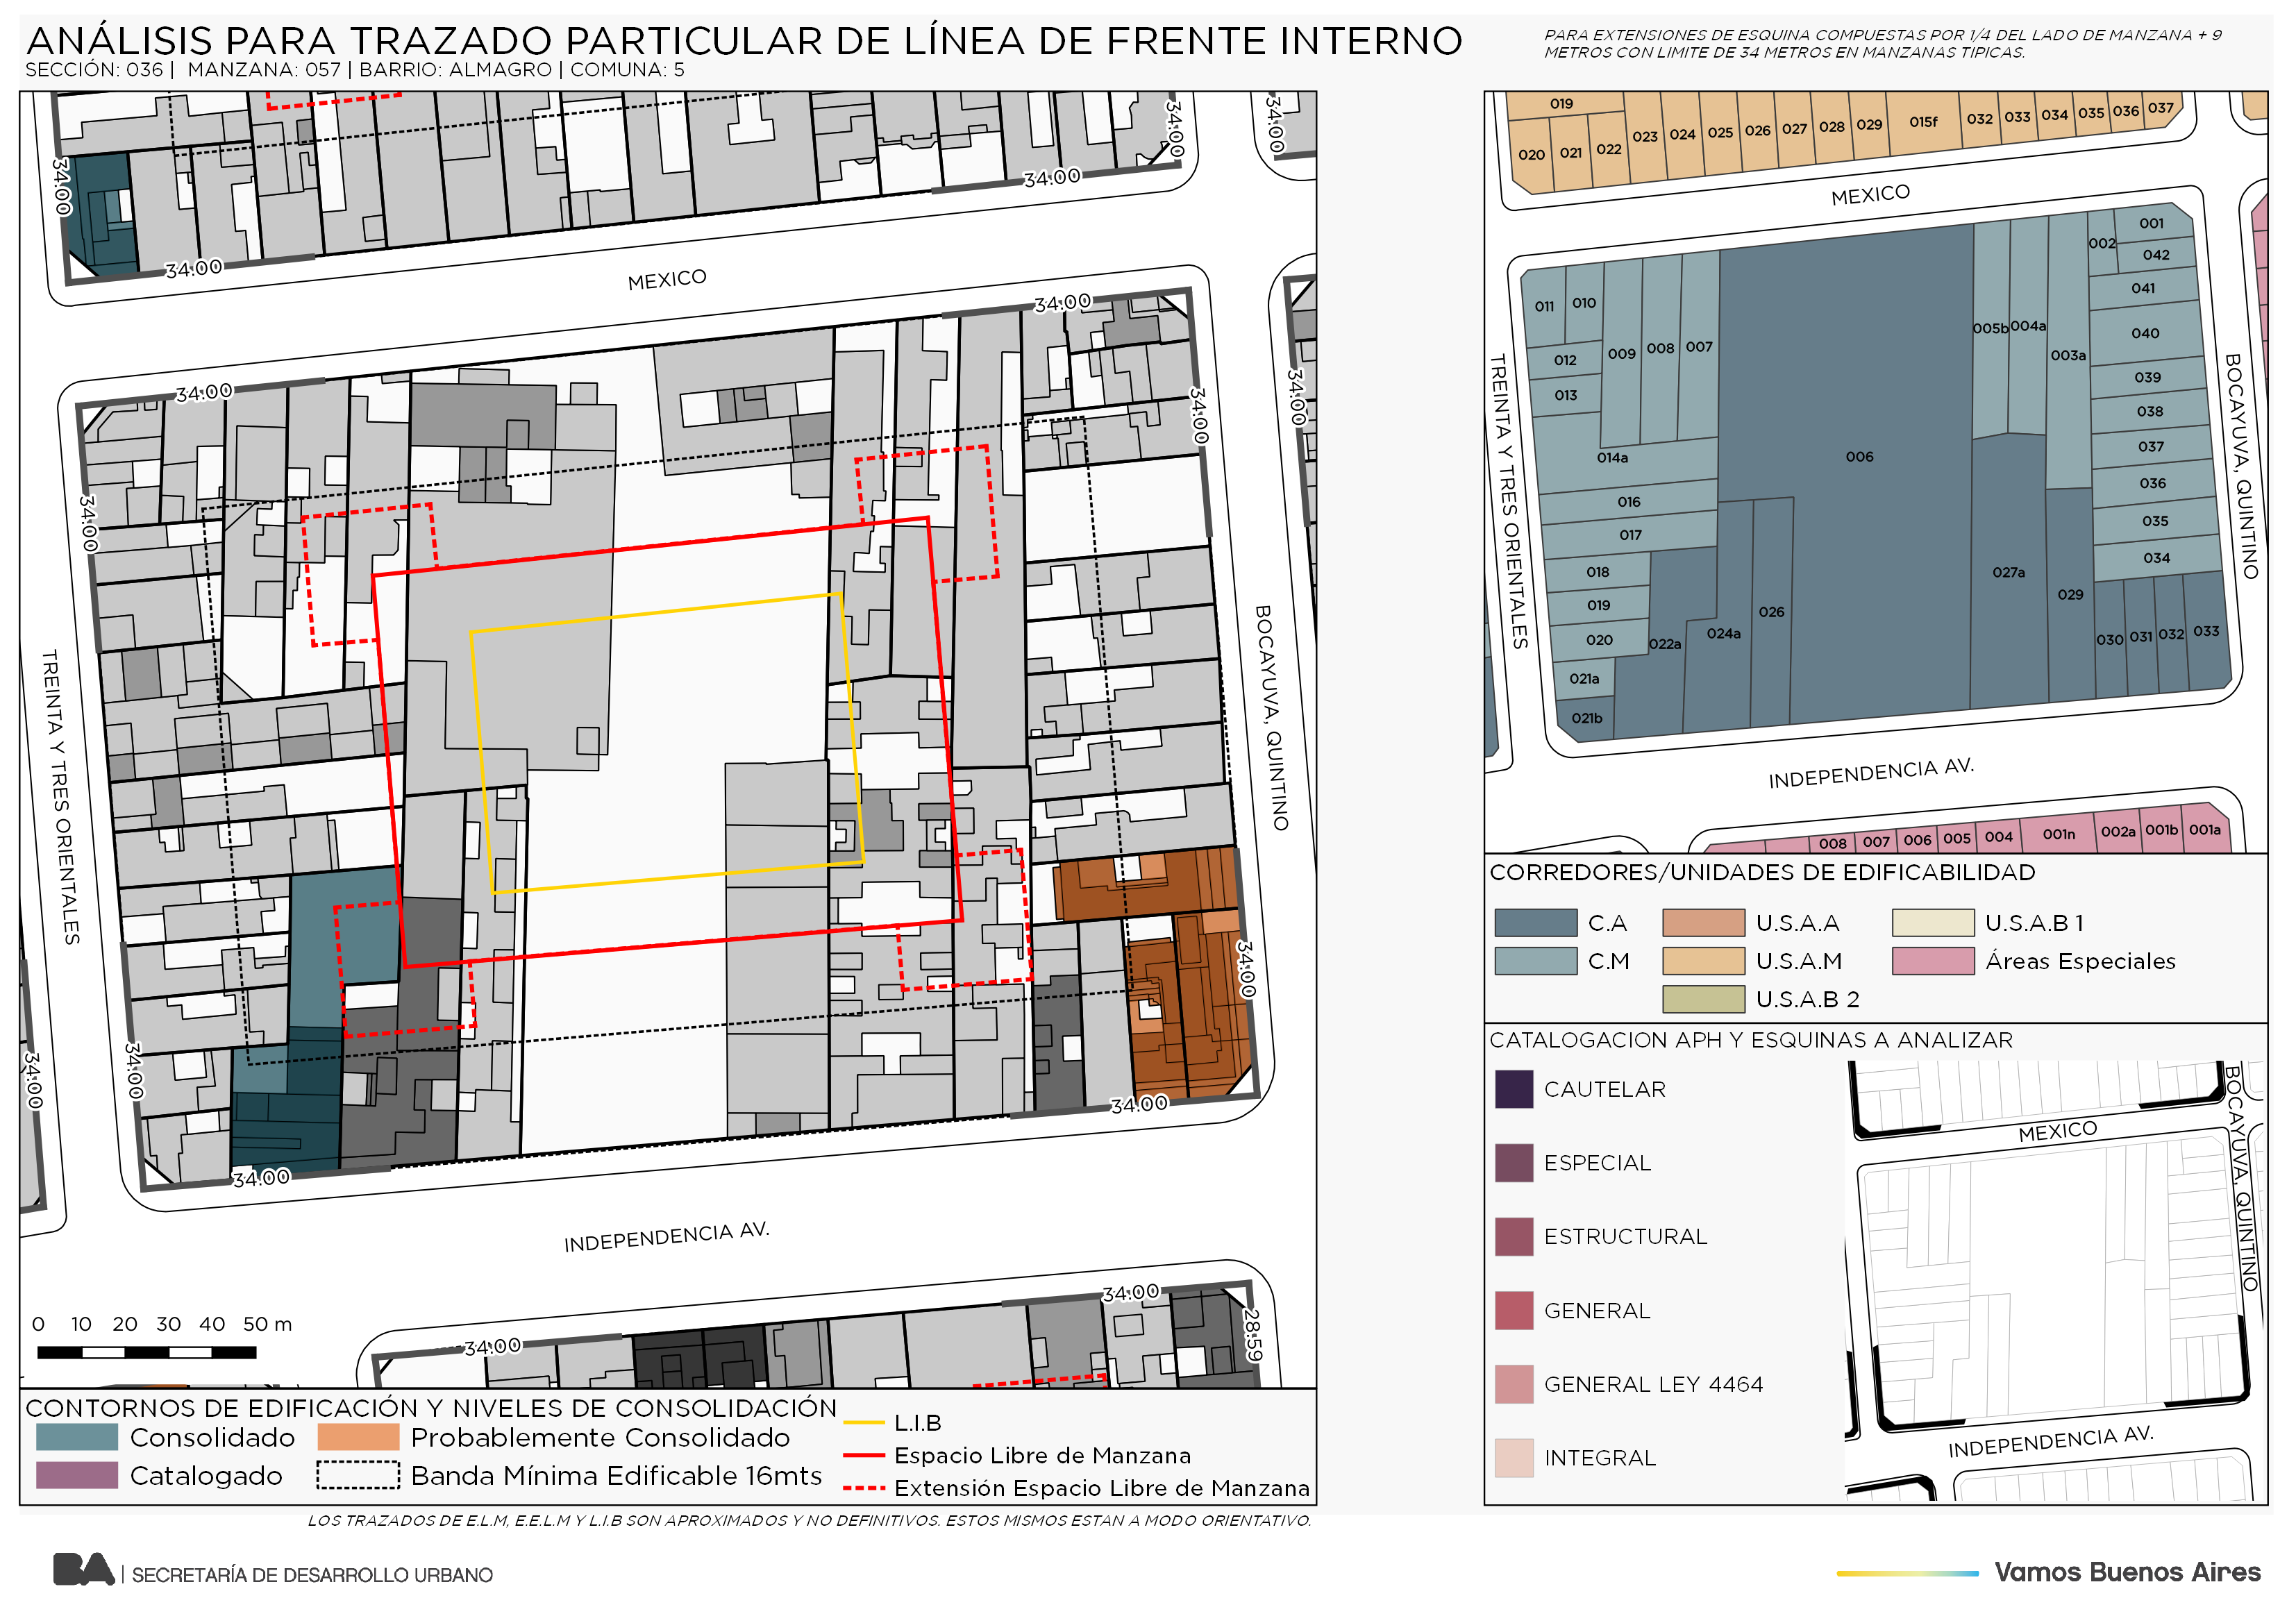 ANÁLISIS PARA TRAZADO PARTICULAR DE LÍNEA DE FRENTE INTERNO
SECCIÓN: 036 | MANZANA: 057 | BARRIO: ALMAGRO | COMUNA: 5
PARA EXTENSIONES DE ESQUINA COMPUESTAS POR 1/4 DEL LADO DE MANZANA + 9
METROS CON LIMITE DE 34 METROS EN MANZANAS TIPICAS.
34.00
34.00
34.00
34.00
34.00
MEXICO
34.00
34.00
34.00
34.00
34.00
TREINTA Y TRES ORIENTALES
BOCAYUVA, QUINTINO
34.00
34.00
34.00
34.00
34.00
INDEPENDENCIA AV.
34.00
34.00
28.59
0 10 20 30 40 50 m
CONTORNOS DE EDIFICACIÓN Y NIVELES DE CONSOLIDACIÓN
Consolidado
Probablemente Consolidado
Catalogado
Banda Mínima Edificable 16mts
L.I.B
Espacio Libre de Manzana
Extensión Espacio Libre de Manzana
LOS TRAZADOS DE E.L.M, E.E.L.M Y L.I.B SON APROXIMADOS Y NO DEFINITIVOS. ESTOS MISMOS ESTAN A MODO ORIENTATIVO.
019
020 021 022 023 024 025 026 027 028 029 015f 032 033 034 035 036 037
MEXICO
TREINTA Y TRES ORIENTALES
BOCAYUVA, QUINTINO
011 010 009 008 007
012
013
014a
016
017
018
019
020
021a
021b
022a
024a
026
006
005b 004a
003a
002
001
042
041
040
039
038
037
036
035
034
027a
029
030 031 032 033
INDEPENDENCIA AV.
008 007 006 005 004 001n 002a 001b 001a
CORREDORES/UNIDADES DE EDIFICABILIDAD
C.A
U.S.A.A
U.S.A.B 1
C.M
U.S.A.M
Áreas Especiales
U.S.A.B 2
CATALOGACION APH Y ESQUINAS A ANALIZAR
CAUTELAR
ESPECIAL
ESTRUCTURAL
GENERAL
GENERAL LEY 4464
INTEGRAL
MEXICO
BOCAYUVA, QUINTINO
INDEPENDENCIA AV.
BA | SECRETARÍA DE DESARROLLO URBANO
Vamos Buenos Aires